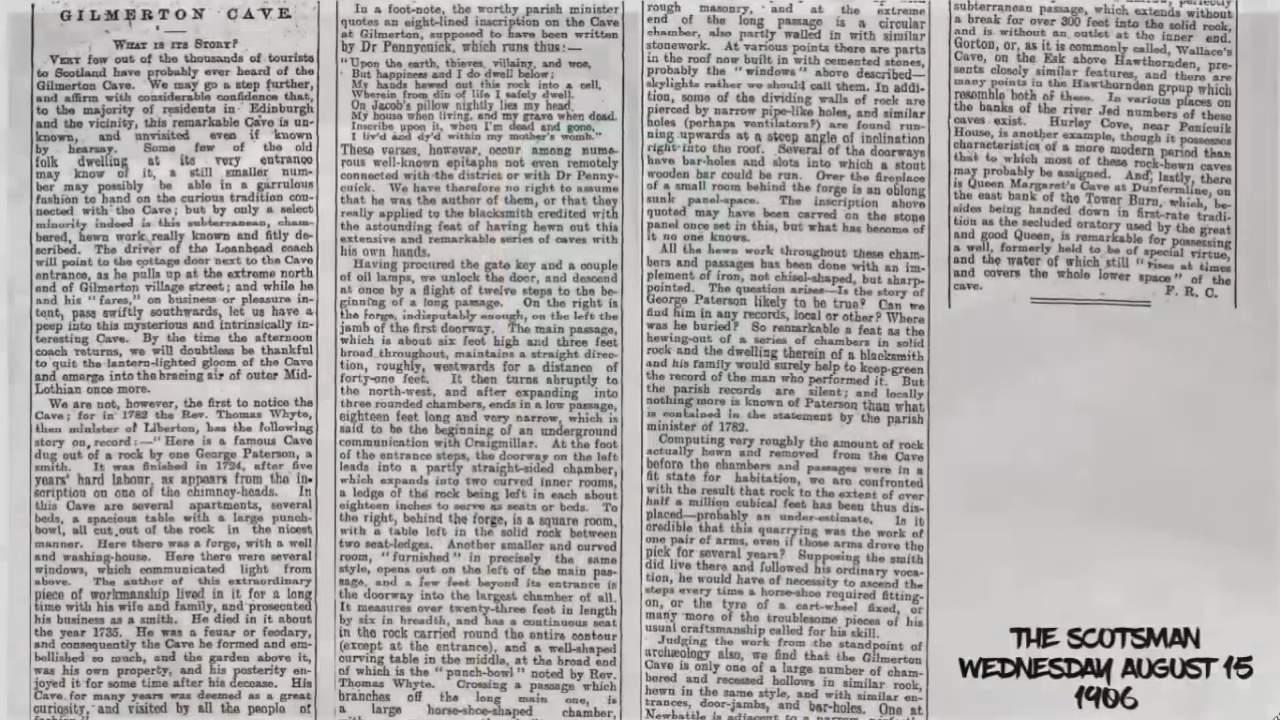 GILMERTON CAVE.
WHAT IS ITS STORY?
VERY few out of the thousands of tourists
to Scotland have probably ever heard of the
Gilmerton Cave. We may go a step further,
and affirm with considerable confidence that,
to the majority of residents in Edinburgh
and the vicinity, this remarkable Cave is un-
known, and unvisited even if known
by hearsay. Some few of the old
folk dwelling at its very entrance
may know of it, a still smaller num-
ber may possibly be able in a garrulous
fashion to hand on the curious tradition con-
nected with the Cave; but by only a select
minority indeed is this subterranean, cham-
bered, hewn work really known and fitly de-
scribed. The driver of the Loanhead coach
will point to the cottage door next to the Cave
entrance, as he pulls up at the extreme north
end of Gilmerton village street; and while he
and his "fares," on business or pleasure in-
tent, pass swiftly southwards, let us have a
peep into this mysterious and intrinsically in-
teresting Cave. By the time the afternoon
coach returns, we will doubtless be thankful
to quit the lantern-lighted gloom of the Cave
and emerge into the bracing air of outer Mid-
Lothian once more.
We are not, however, the first to notice the
Cave; for in 1782 the Rev. Thomas Whyte,
then minister of Liberton, has the following
story on record:—"Here is a famous Cave
dug out of a rock by one George Paterson, a
smith. It was finished in 1724, after five
years' hard labour, as appears from the in-
scription on one of the chimney-heads. In
this Cave are several apartments, several
beds, a spacious table with a large punch-
bowl, all cut out of the rock in the nicest
manner. Here there was a forge, with a well
and washing-house. Here there were several
windows, which communicated light from
above. The author of this extraordinary
piece of workmanship lived in it for a long
time with his wife and family, and prosecuted
his business as a smith. He died in it about
the year 1735. He was a feuar or feodary,
and consequently the Cave he formed and em-
bellished so much, and the garden above it,
was his own property, and his posterity en-
joyed it for some time after his decease. His
Cave for many years was deemed as a great
curiosity, and visited by all the people of
fashion."
In a foot-note, the worthy parish minister
quotes an eight-lined inscription on the Cave
at Gilmerton, supposed to have been written
by Dr Pennycuick, which runs thus:—
"Upon the earth, thieves, villainy, and woe,
But happiness and I do dwell below;
My hands hewed out this rock into a cell,
Wherein from din of life I safely dwell.
On Jacob's pillow nightly lies my head,
My house when living, and my grave when dead.
Inscribe upon it, when I'm dead and gone,
I liv'd and dy'd within my mother's womb."
These verses, however, occur among nume-
rous well-known epitaphs not even remotely
connected with the district or with Penny-
cuick. We have therefore no right to assume
that he was the author of them, or that they
really applied to the blacksmith credited with
the astounding feat of having hewn out this
extensive and remarkable series of caves with
his own hands.
Having procured the gate key and a couple
of oil lamps, we unlock the door, and descend
at once by a flight of twelve steps to the be-
ginning of a long passage. On the right is
the forge, indisputably enough, on the left the
jamb of the first doorway. The main passage,
which is about six feet high and three feet
broad throughout, maintains a straight direc-
tion, roughly, westwards for a distance of
forty-one feet. It then turns abruptly to
the north-west, and after expanding into
three rounded chambers, ends in a low passage,
eighteen feet long and very narrow, which is
said to be the beginning of an underground
communication with Craigmillar. At the foot
of the entrance steps, the doorway on the left
leads into a partly straight-sided chamber,
which expands into two curved inner rooms,
a ledge of the rock being left in each about
eighteen inches to serve as seats or beds. To
the right, behind the forge, is a square room,
with a table left in the solid rock between
two seat-ledges. Another smaller and curved
room, "furnished" in precisely the same
style, opens out on the left of the main pas-
sage, and a few feet beyond its entrance is
the doorway into the largest chamber of all.
It measures over twenty-three feet in length
by six in breadth, and has a continuous seat
in the rock carried round the entire contour
(except at the entrance), and a well-shaped
curving table in the middle, at the broad end
of which is the "punch-bowl" noted by Rev.
Thomas Whyte. Crossing a passage which
branches off the long main one, is
a large horse-shoe-shaped chamber,
rough masonry, and at the extreme
end of the long passage is a circular
chamber, also partly walled in with similar
stonework. At various points there are parts
in the roof now built in with cemented stones,
probably the "windows" above described—
skylights rather we should call them. In addi-
tion, some of the dividing walls of rock are
pierced by narrow pipe-like holes, and similar
holes (perhaps ventilators?) are found run-
ning upwards at a steep angle of inclination
right into the roof. Several of the doorways
have bar-holes and slots into which a stout
wooden bar could be run. Over the fireplace
of a small room behind the forge is an oblong
sunk panel-space. The inscription above
quoted may have been carved on the stone
panel once set in this, but what has become of
it no one knows.
All the hewn work throughout these cham-
bers and passages has been done with an im-
plement of iron, not chisel-shaped, but sharp-
pointed. The question arises—Is the story of
George Paterson likely to be true? Can we
find him in any records, local or other? Where
was he buried? So remarkable a feat as the
hewing-out of a series of chambers in solid
rock and the dwelling therein of a blacksmith
and his family would surely help to keep green
the record of the man who performed it. But
the parish records are silent; and locally
nothing more is known of Paterson than what
is contained in the statement by the parish
minister of 1782.
Computing very roughly the amount of rock
actually hewn and removed from the Cave
before the chambers and passages were in a
fit state for habitation, we are confronted
with the result that rock to the extent of over
half a million cubical feet has been thus dis-
placed—probably an under-estimate. Is it
credible that this quarrying was the work of
one pair of arms, even if those arms drove the
pick for several years? Supposing the smith
did live there and followed his ordinary voca-
tion, he would have of necessity to ascend the
steps every time a horse-shoe required fitting-
on, or the tyre of a cart-wheel fixed, or
many more of the troublesome pieces of his
usual craftsmanship called for his skill.
Judging the work from the standpoint of
archæology also, we find that the Gilmerton
Cave is only one of a large number of cham-
bered and recessed hollows in similar rock,
hewn in the same style, and with similar en-
trances, door-jambs, and bar-holes. One at
Newbattle is adjacent to a narrow, perfectly
subterranean passage, which extends without
a break for over 300 feet into the solid rock,
and is without an outlet at the inner end.
Gorton, or, as it is commonly called, Wallace's
Cave, on the Esk above Hawthornden, pre-
sents closely similar features, and there are
many points in the Hawthornden group which
resemble both of these. In various places on
the banks of the river Jed numbers of these
caves exist. Hurley Cove, near Penicuik
House, is another example, though it possesses
characteristics of a more modern period than
that to which most of these rock-hewn caves
may probably be assigned. And, lastly, there
is Queen Margaret's Cave at Dunfermline, on
the east bank of the Tower Burn, which, be-
sides being handed down in first-rate tradi-
tion as the secluded oratory used by the great
and good Queen, is remarkable for possessing
a well, formerly held to be of special virtue,
and the water of which still "rises at times
and covers the whole lower space" of the
cave. F. R. C.
THE SCOTSMAN
WEDNESDAY AUGUST 15
1906